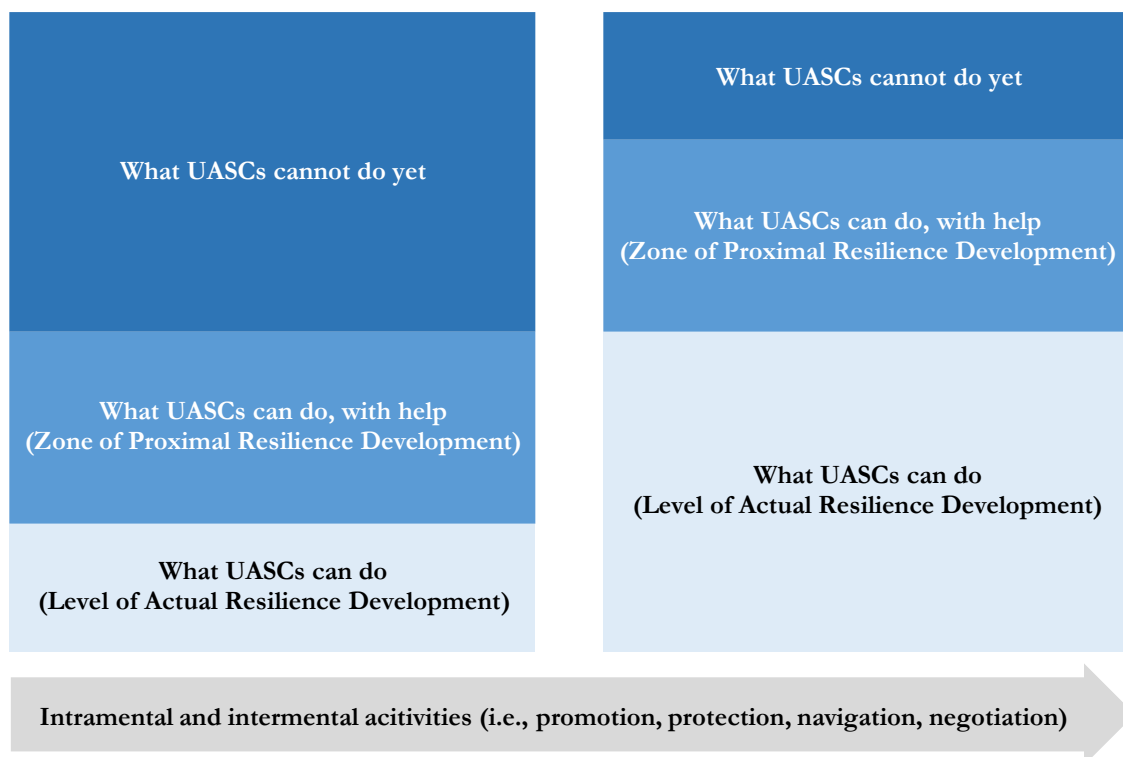 What UASCs cannot do yet
What UASCs can do, with help
(Zone of Proximal Resilience Development)
What UASCs can do
(Level of Actual Resilience Development)
What UASCs cannot do yet
What UASCs can do, with help
(Zone of Proximal Resilience Development)
What UASCs can do
(Level of Actual Resilience Development)
Intramental and intermental acitivities (i.e., promotion, protection, navigation, negotiation)